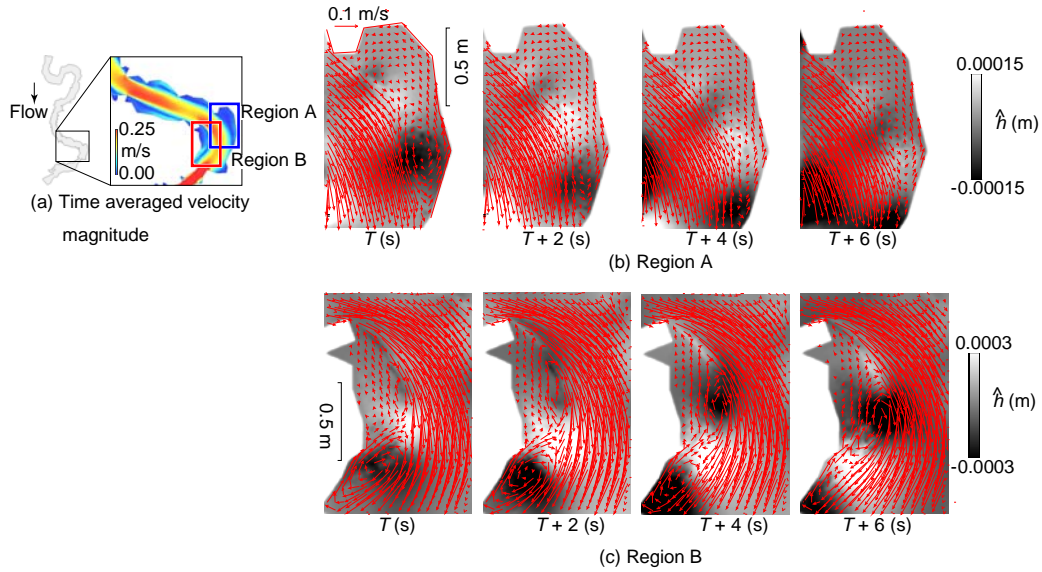 Flow
0.25
m/s
0.00
Region A
Region B
(a) Time averaged velocity
magnitude
0.1 m/s
0.5 m
T (s)
T + 2 (s)
T + 4 (s)
T + 6 (s)
0.00015
ĥ (m)
-0.00015
(b) Region A
0.5 m
T (s)
T + 2 (s)
T + 4 (s)
T + 6 (s)
0.0003
ĥ (m)
-0.0003
(c) Region B